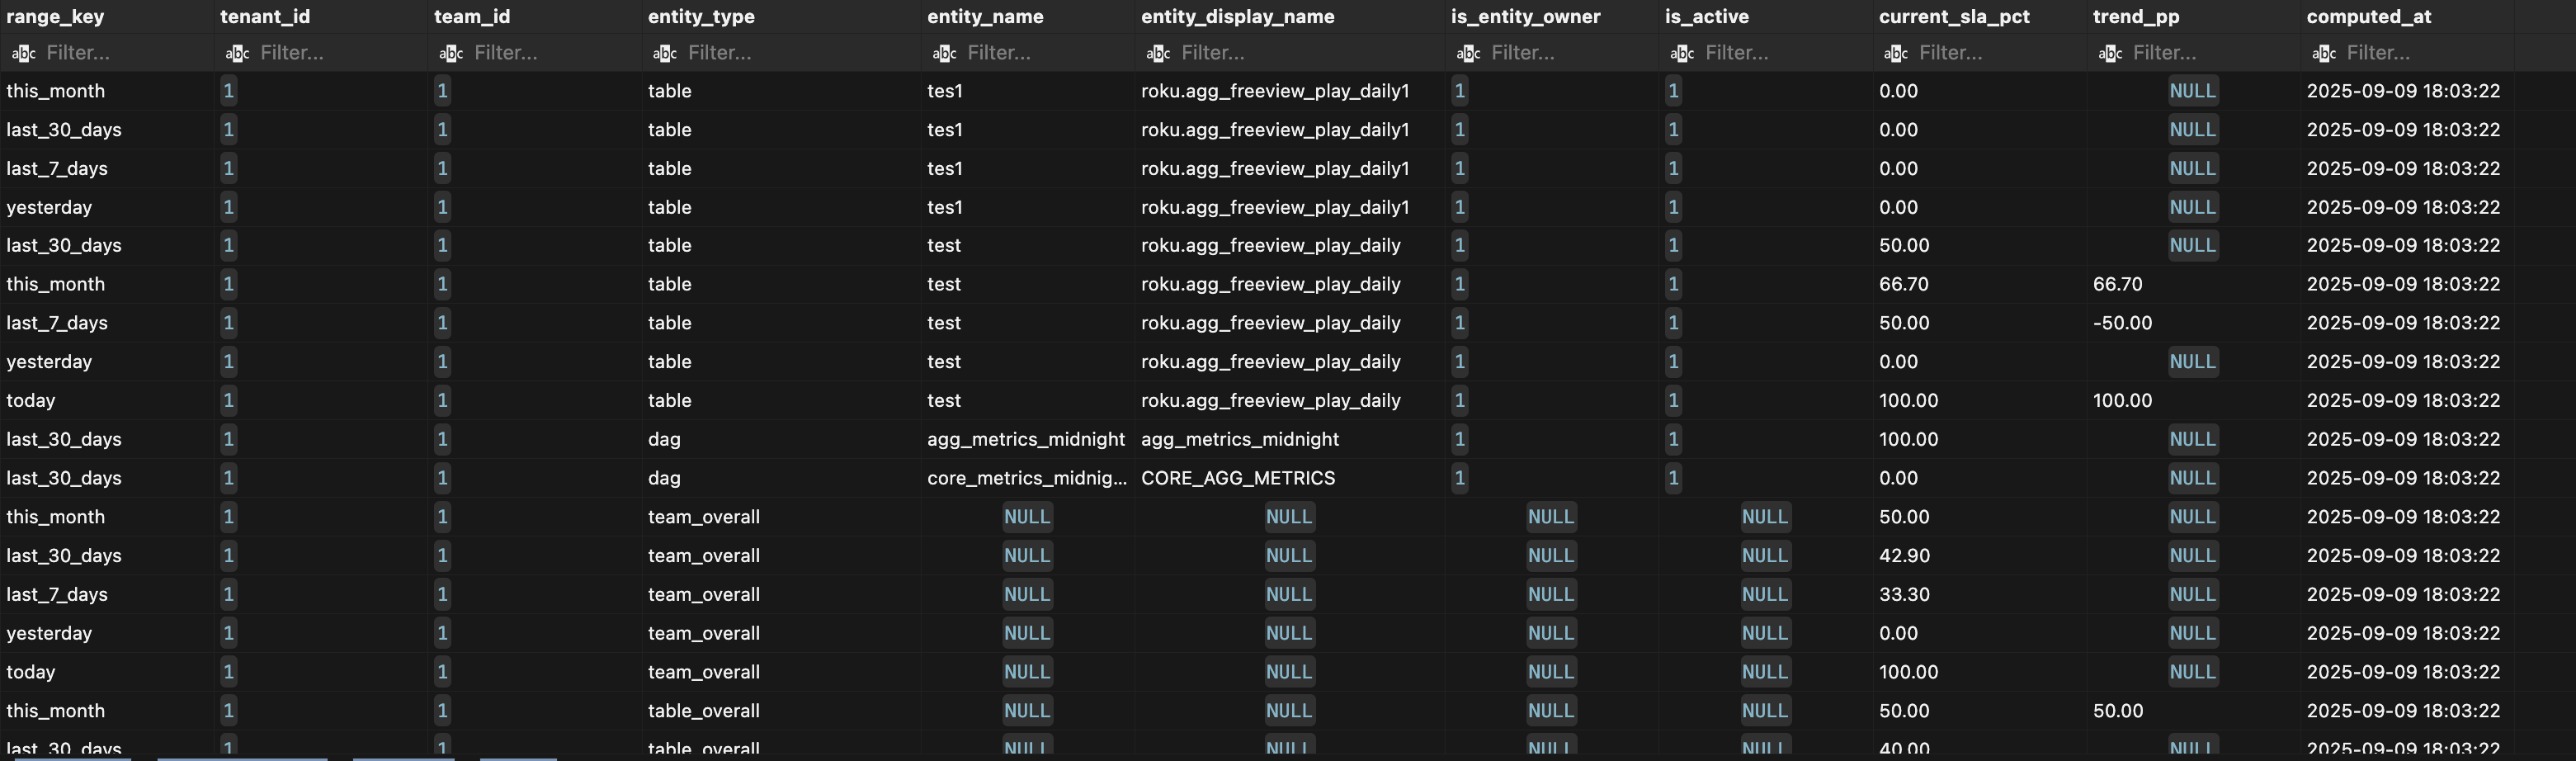 range_key tenant_id team_id entity_type entity_name entity_display_name is_entity_owner is_active current_sla_pct trend_pp computed_at
abc Filter... abc Filter... abc Filter... abc Filter... abc Filter... abc Filter... abc Filter... abc Filter... abc Filter... abc Filter... abc Filter...
this_month 1 1 table tes1 roku.agg_freeview_play_daily1 1 1 0.00 NULL 2025-09-09 18:03:22
last_30_days 1 1 table tes1 roku.agg_freeview_play_daily1 1 1 0.00 NULL 2025-09-09 18:03:22
last_7_days 1 1 table tes1 roku.agg_freeview_play_daily1 1 1 0.00 NULL 2025-09-09 18:03:22
yesterday 1 1 table tes1 roku.agg_freeview_play_daily1 1 1 0.00 NULL 2025-09-09 18:03:22
last_30_days 1 1 table test roku.agg_freeview_play_daily 1 1 50.00 NULL 2025-09-09 18:03:22
this_month 1 1 table test roku.agg_freeview_play_daily 1 1 66.70 66.70 2025-09-09 18:03:22
last_7_days 1 1 table test roku.agg_freeview_play_daily 1 1 50.00 -50.00 2025-09-09 18:03:22
yesterday 1 1 table test roku.agg_freeview_play_daily 1 1 0.00 NULL 2025-09-09 18:03:22
today 1 1 table test roku.agg_freeview_play_daily 1 1 100.00 100.00 2025-09-09 18:03:22
last_30_days 1 1 dag agg_metrics_midnight agg_metrics_midnight 1 1 100.00 NULL 2025-09-09 18:03:22
last_30_days 1 1 dag core_metrics_midnig... CORE_AGG_METRICS 1 1 0.00 NULL 2025-09-09 18:03:22
this_month 1 1 team_overall NULL NULL NULL NULL 50.00 NULL 2025-09-09 18:03:22
last_30_days 1 1 team_overall NULL NULL NULL NULL 42.90 NULL 2025-09-09 18:03:22
last_7_days 1 1 team_overall NULL NULL NULL NULL 33.30 NULL 2025-09-09 18:03:22
yesterday 1 1 team_overall NULL NULL NULL NULL 0.00 NULL 2025-09-09 18:03:22
today 1 1 team_overall NULL NULL NULL NULL 100.00 NULL 2025-09-09 18:03:22
this_month 1 1 table_overall NULL NULL NULL NULL 50.00 50.00 2025-09-09 18:03:22
last_30_days 1 1 table_overall NULL NULL NULL NULL 40.00 NULL 2025-09-09 18:03:22